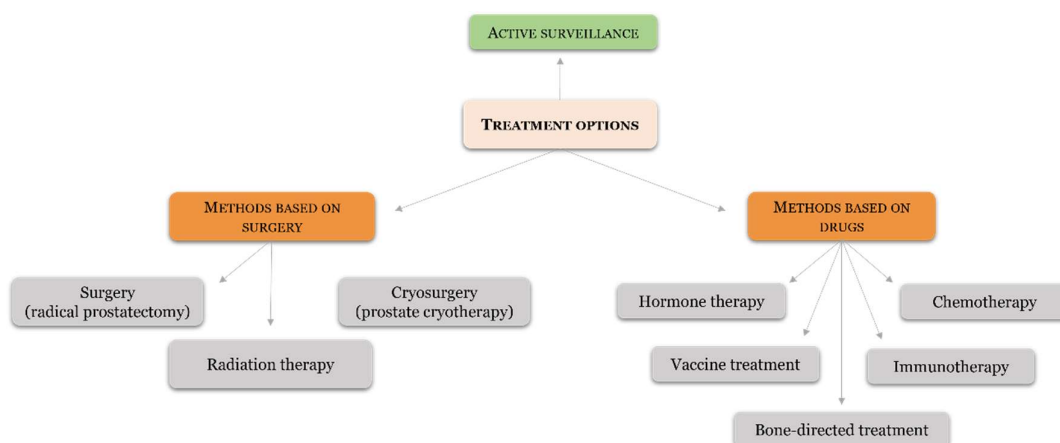 ACTIVE SURVEILLANCE
TREATMENT OPTIONS
METHODS BASED ON
SURGERY
METHODS BASED ON
DRUGS
Surgery
(radical prostatectomy)
Cryosurgery
(prostate cryotherapy)
Radiation therapy
Hormone therapy
Chemotherapy
Vaccine treatment
Immunotherapy
Bone-directed treatment